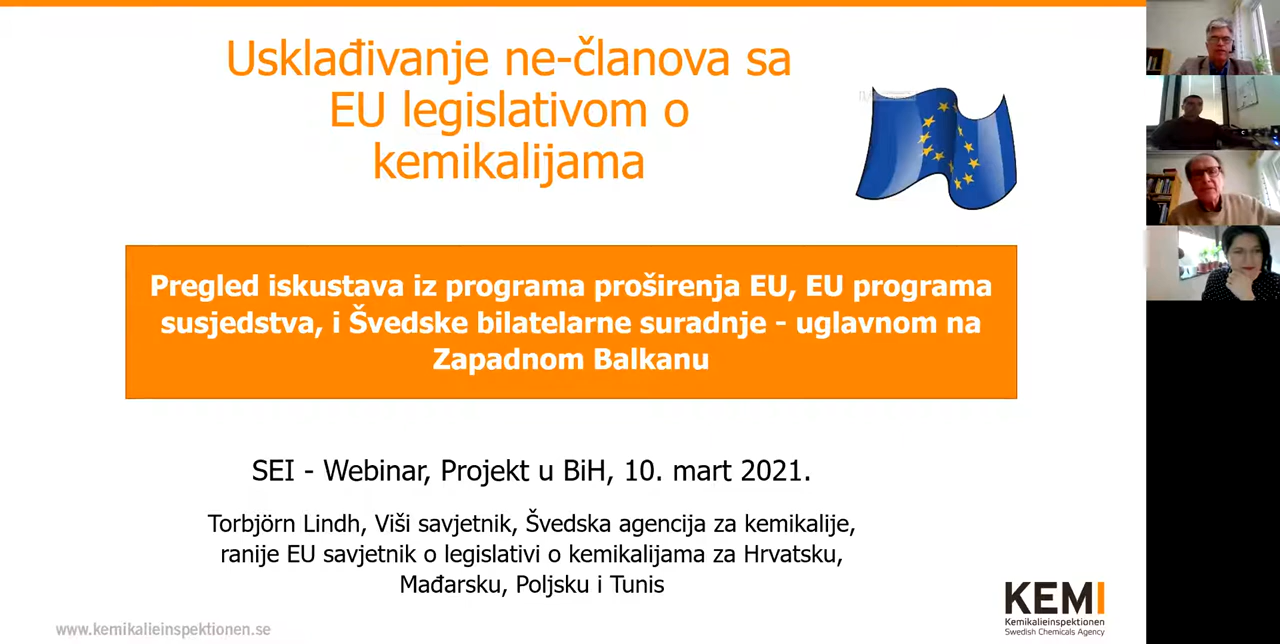 Usklađivanje ne-članova sa
EU legislativom o
kemikalijama
Pregled iskustava iz programa proširenja EU, EU programa
susjedstva, i Švedske bilatelarne suradnje - uglavnom na
Zapadnom Balkanu
SEI - Webinar, Projekt u BiH, 10. mart 2021.
Torbjörn Lindh, Viši savjetnik, Švedska agencija za kemikalije,
ranije EU savjetnik o legislativi o kemikalijama za Hrvatsku,
Mađarsku, Poljsku i Tunis
KEMI
Kemikalieinspektionen
Swedish Chemicals Agency
www.kemikalieinspektionen.se